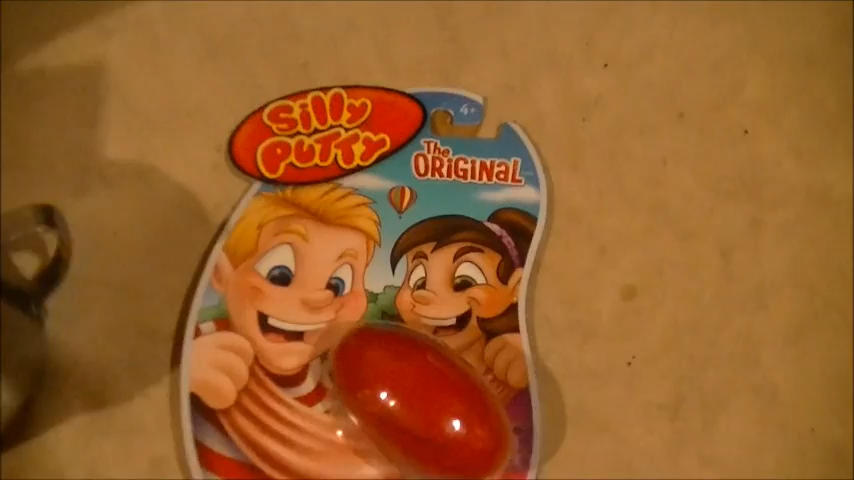 Silly
PUTTY
4+
The
ORIGINAL